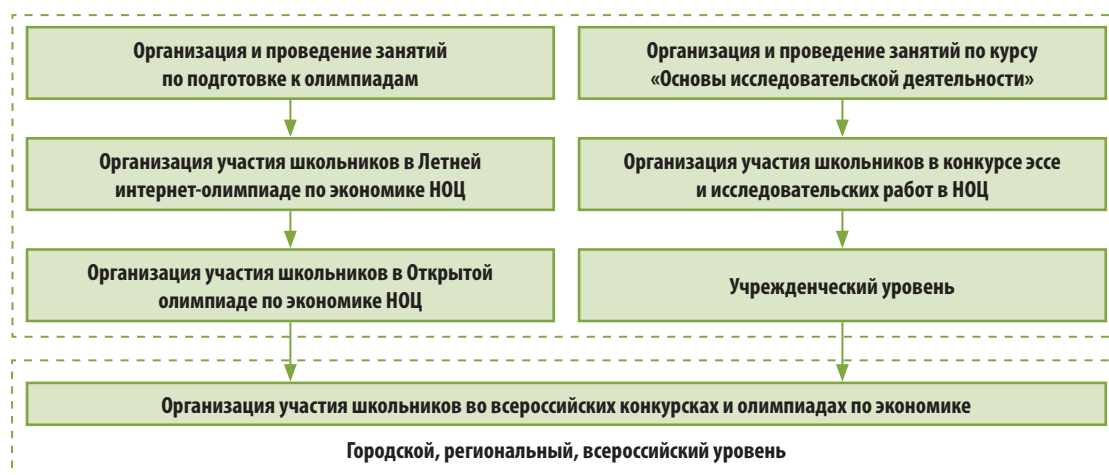 Организация и проведение занятий
по подготовке к олимпиадам
Организация и проведение занятий по курсу
«Основы исследовательской деятельности»
Организация участия школьников в Летней
интернет-олимпиаде по экономике НОЦ
Организация участия школьников в конкурсе эссе
и исследовательских работ в НОЦ
Организация участия школьников в Открытой
олимпиаде по экономике НОЦ
Учрежденческий уровень
Организация участия школьников во всероссийских конкурсках и олимпиадах по экономике
Городской, региональный, всероссийский уровень